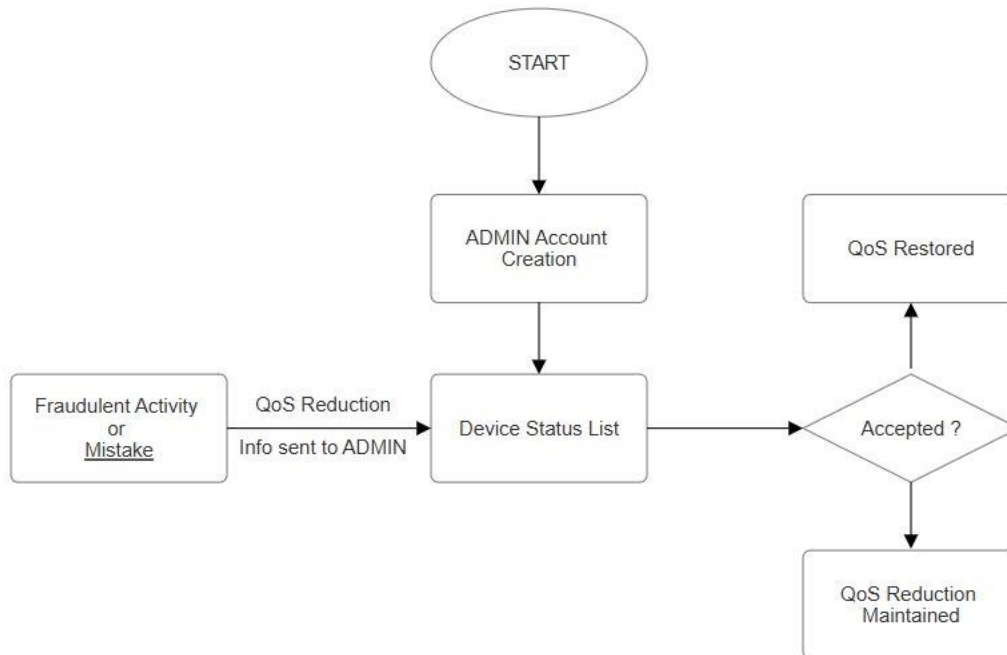 START
ADMIN Account
Creation
QoS Restored
Fraudulent Activity
or
Mistake
QoS Reduction
Info sent to ADMIN
Device Status List
Accepted ?
QoS Reduction
Maintained